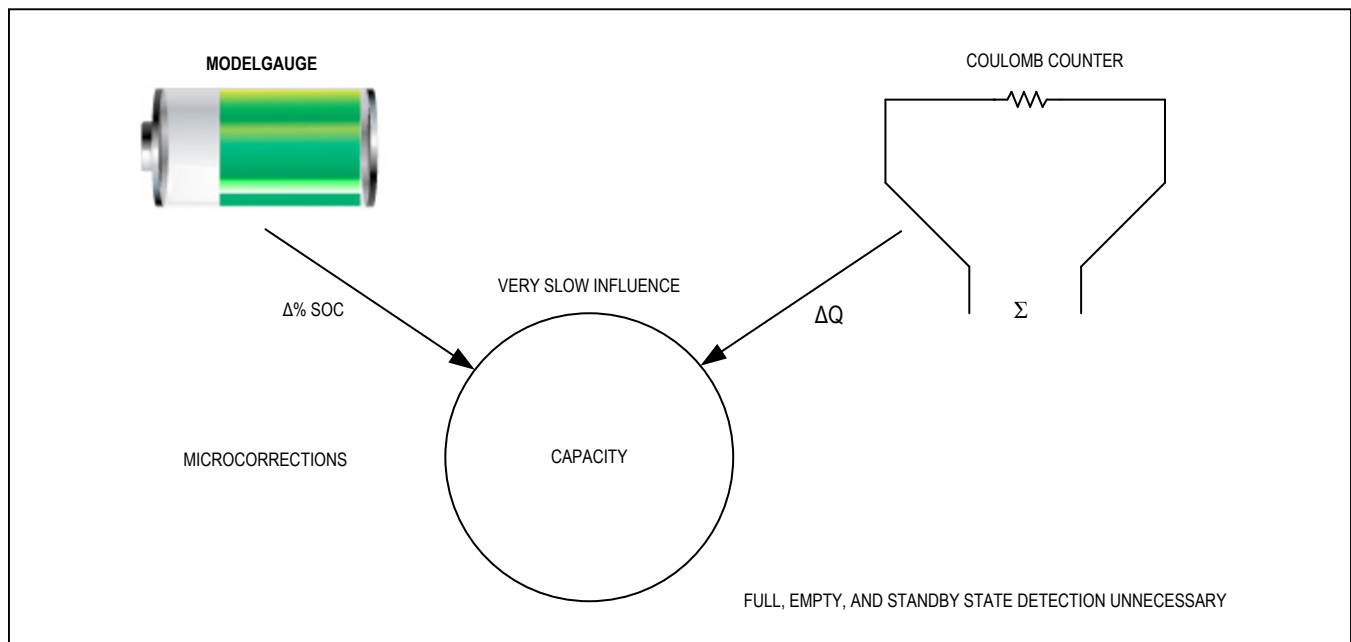 MODELGAUGE
COULOMB COUNTER
VERY SLOW INFLUENCE
Δ% SOC
ΔQ
Σ
MICROCORRECTIONS
CAPACITY
FULL, EMPTY, AND STANDBY STATE DETECTION UNNECESSARY